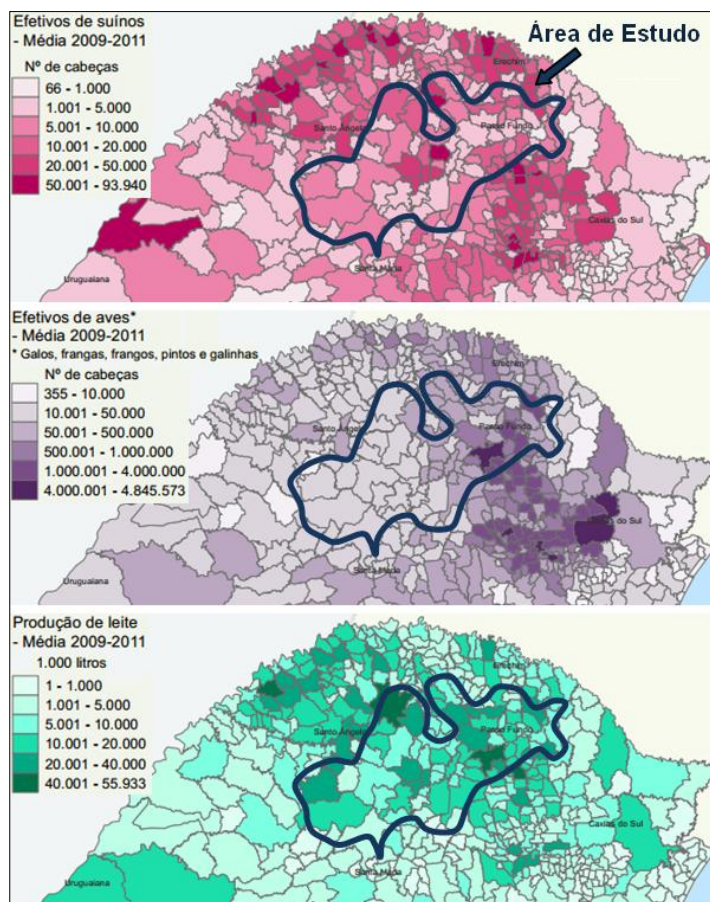 Efetivos de suínos
- Média 2009-2011
Nº de cabeças
66 - 1.000
1.001 - 5.000
5.001 - 10.000
10.001 - 20.000
20.001 - 50.000
50.001 - 93.940
Área de Estudo
Erechim
Santo Ângelo
Passo Fundo
Caxias do Sul
Santa Maria
Uruguaiana
Efetivos de aves*
- Média 2009-2011
* Galos, frangas, frangos, pintos e galinhas
Nº de cabeças
355 - 10.000
10.001 - 50.000
50.001 - 500.000
500.001 - 1.000.000
1.000.001 - 4.000.000
4.000.001 - 4.845.573
Erechim
Santo Ângelo
Passo Fundo
Caxias do Sul
Santa Maria
Uruguaiana
Produção de leite
- Média 2009-2011
1.000 litros
1 - 1.000
1.001 - 5.000
5.001 - 10.000
10.001 - 20.000
20.001 - 40.000
40.001 - 55.933
Erechim
Santo Ângelo
Passo Fundo
Caxias do Sul
Santa Maria
Uruguaiana